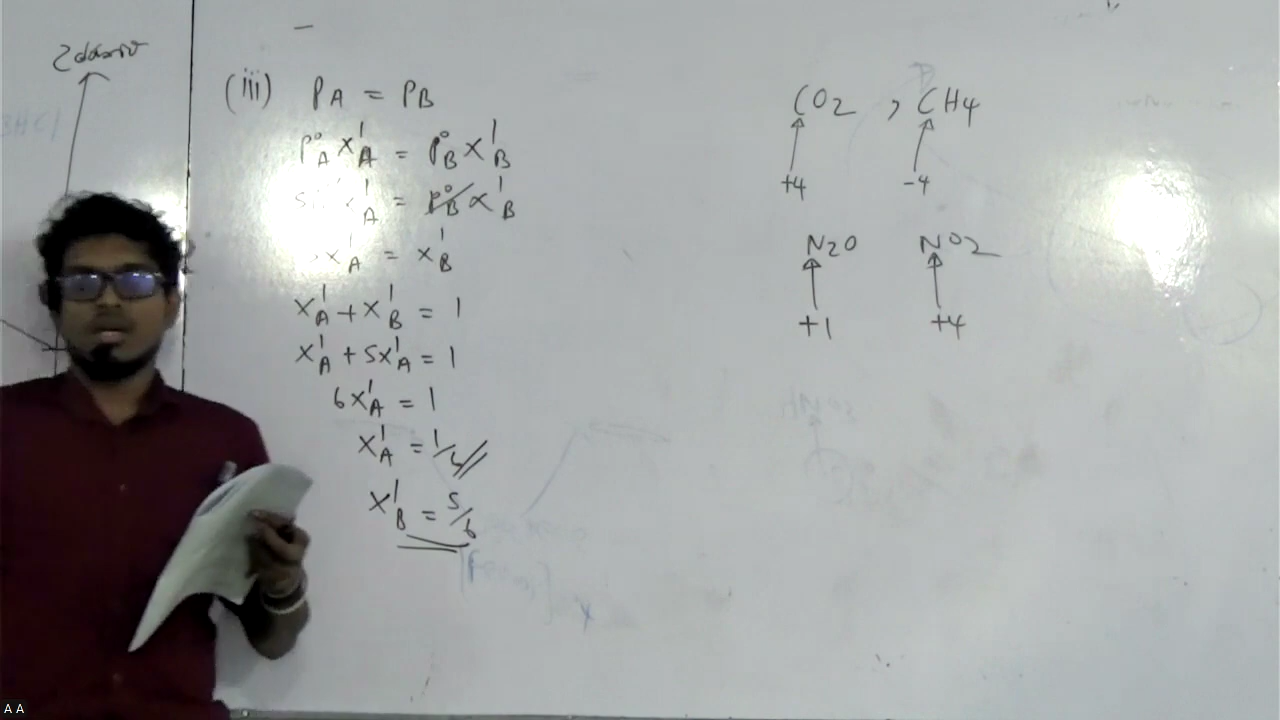 (iii) PA = PB
P°A X'A = P°B X'B
X'A = P°B X'B
X'A = X'B
X'A + X'B = 1
X'A + 5X'A = 1
6X'A = 1
X'A = 1/6
X'B = 5/6
CO2 , CH4
+4 -4
N2O NO2
+1 +4
A A